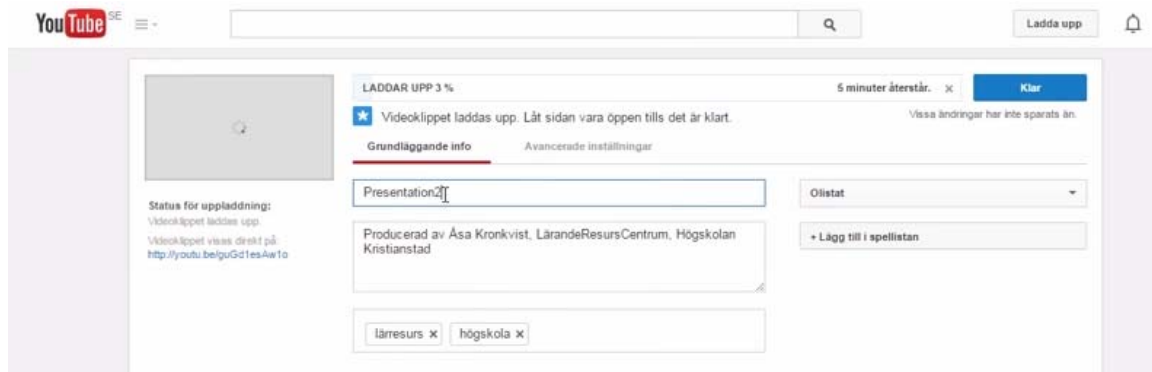 YouTube SE
Ladda upp
LADDAR UPP 3 %
5 minuter återstår. x
Klar
Videoklippet laddas upp. Låt sidan vara öppen tills det är klart.
Vissa ändringar har inte sparats än.
Grundläggande info
Avancerade inställningar
Presentation2
Olistat
Status för uppladdning:
Videoklippet laddas upp.
Videoklippet visas direkt på:
http://youtu.be/guGd1esAw1o
Producerad av Åsa Kronkvist, LärandeResursCentrum, Högskolan
Kristianstad
+ Lägg till i spellistan
lärresurs x
högskola x